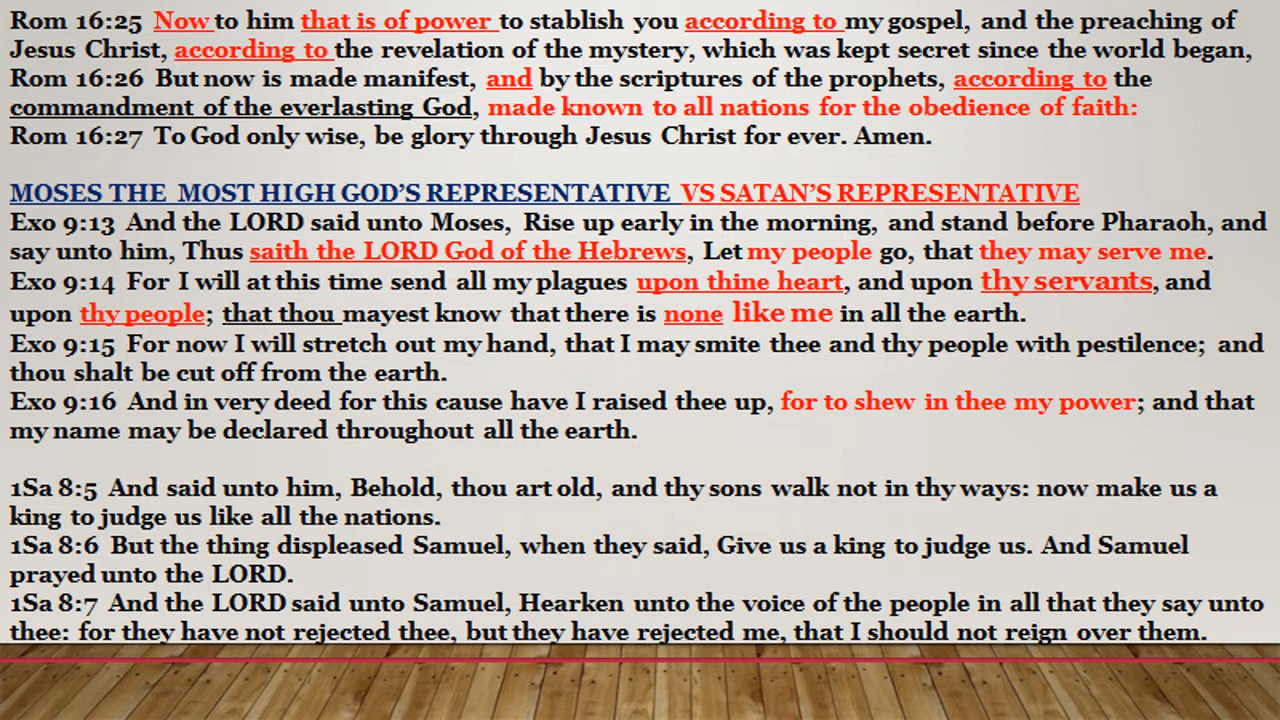 Rom 16:25 Now to him that is of power to stablish you according to my gospel, and the preaching of
Jesus Christ, according to the revelation of the mystery, which was kept secret since the world began,
Rom 16:26 But now is made manifest, and by the scriptures of the prophets, according to the
commandment of the everlasting God, made known to all nations for the obedience of faith:
Rom 16:27 To God only wise, be glory through Jesus Christ for ever. Amen.
MOSES THE MOST HIGH GOD'S REPRESENTATIVE VS SATAN'S REPRESENTATIVE
Exo 9:13 And the LORD said unto Moses, Rise up early in the morning, and stand before Pharaoh, and
say unto him, Thus saith the LORD God of the Hebrews, Let my people go, that they may serve me.
Exo 9:14 For I will at this time send all my plagues upon thine heart, and upon thy servants, and
upon thy people; that thou mayest know that there is none like me in all the earth.
Exo 9:15 For now I will stretch out my hand, that I may smite thee and thy people with pestilence; and
thou shalt be cut off from the earth.
Exo 9:16 And in very deed for this cause have I raised thee up, for to shew in thee my power; and that
my name may be declared throughout all the earth.
1Sa 8:5 And said unto him, Behold, thou art old, and thy sons walk not in thy ways: now make us a
king to judge us like all the nations.
1Sa 8:6 But the thing displeased Samuel, when they said, Give us a king to judge us. And Samuel
prayed unto the LORD.
1Sa 8:7 And the LORD said unto Samuel, Hearken unto the voice of the people in all that they say unto
thee: for they have not rejected thee, but they have rejected me, that I should not reign over them.